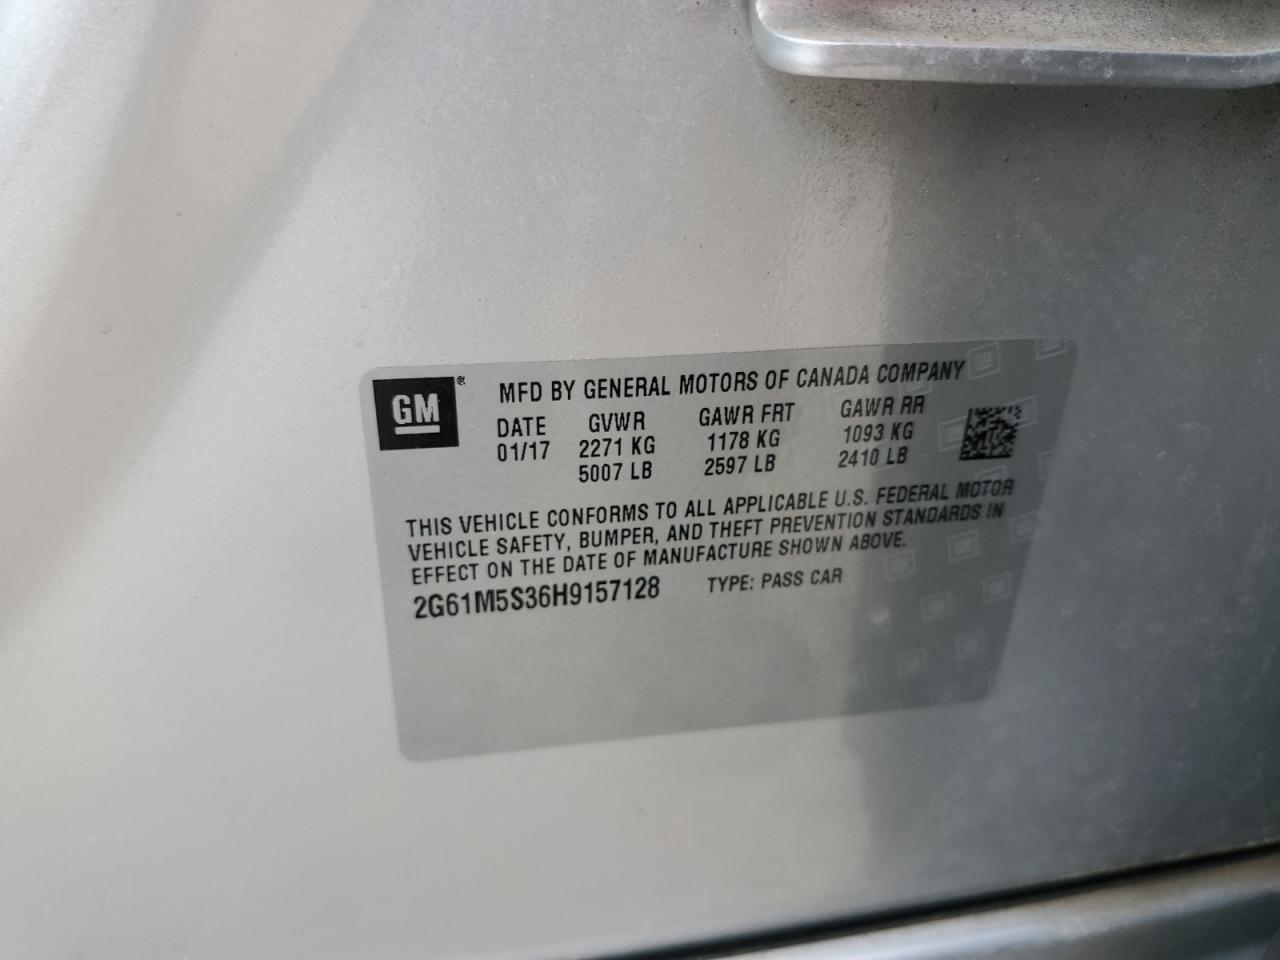 GM®
MFD BY GENERAL MOTORS OF CANADA COMPANY
DATE GVWR GAWR FRT GAWR RR
01/17 2271 KG 1178 KG 1093 KG
5007 LB 2597 LB 2410 LB
THIS VEHICLE CONFORMS TO ALL APPLICABLE U.S. FEDERAL MOTOR
VEHICLE SAFETY, BUMPER, AND THEFT PREVENTION STANDARDS IN
EFFECT ON THE DATE OF MANUFACTURE SHOWN ABOVE.
2G61M5S36H9157128 TYPE: PASS CAR